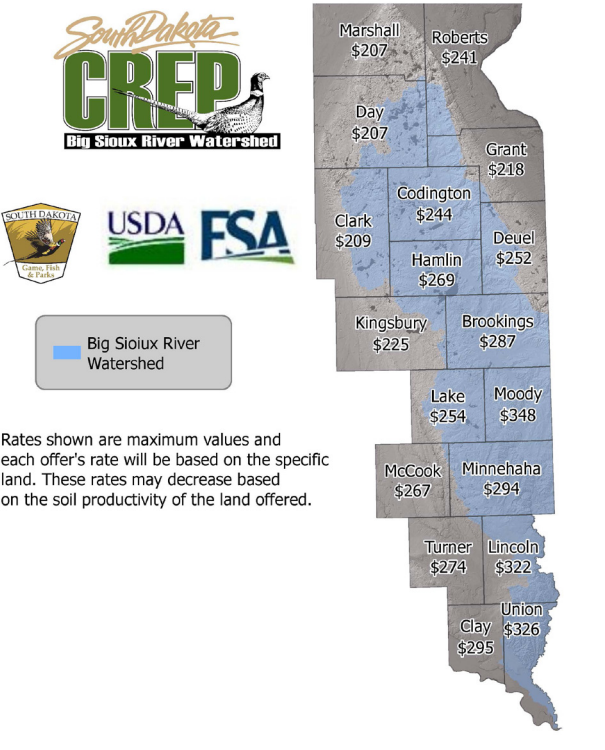 South Dakota
CREP
Big Sioux River Watershed
SOUTH DAKOTA
Game, Fish
& Parks
USDA
FSA
Big Sioiux River
Watershed
Rates shown are maximum values and
each offer's rate will be based on the specific
land. These rates may decrease based
on the soil productivity of the land offered.
Marshall
$207
Roberts
$241
Day
$207
Grant
$218
Codington
$244
Clark
$209
Deuel
$252
Hamlin
$269
Kingsbury
$225
Brookings
$287
Lake
$254
Moody
$348
McCook
$267
Minnehaha
$294
Turner
$274
Lincoln
$322
Union
$326
Clay
$295